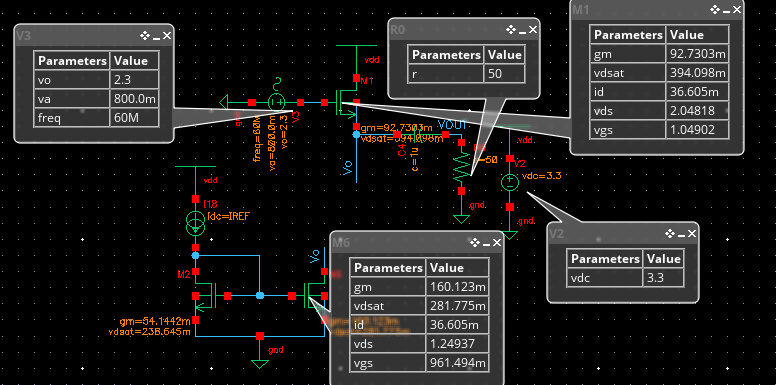 V3
Parameters Value
vo 2.3
va 800.0m
freq 60M
R0
Parameters Value
r 50
M1
Parameters Value
gm 92.7303m
vdsat 394.098m
id 36.605m
vds 2.04818
vgs 1.04902
vdd
M1
V3
freq=60M
va=800.0m
vo=2.3
gm=92.7303m
vdsat=394.098m
VOUT
Vo
c=1u
V2
vdc=3.3
gnd
gnd
V2
Parameters Value
vdc 3.3
vdd
I18
idc=IREF
M2
gm=54.1442m
vdsat=238.645m
gnd
Vo
M6
Parameters Value
gm 160.123m
vdsat 281.775m
id 36.605m
vds 1.24937
vgs 961.494m